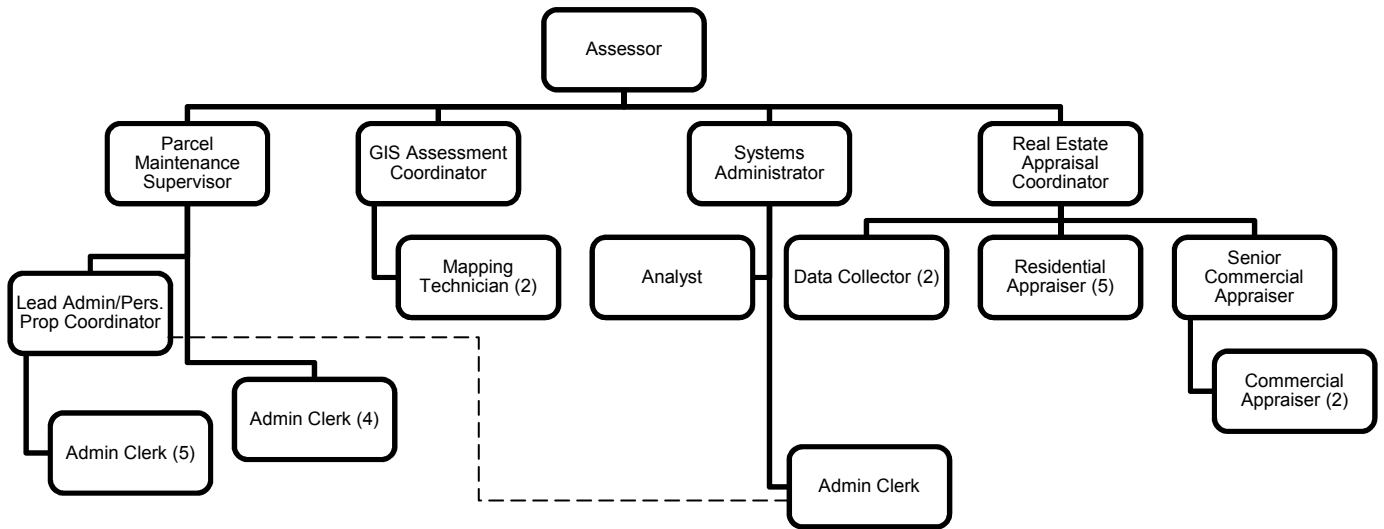 Assessor
Parcel
Maintenance
Supervisor
GIS Assessment
Coordinator
Systems
Administrator
Real Estate
Appraisal
Coordinator
Lead Admin/Pers.
Prop Coordinator
Mapping
Technician (2)
Analyst
Data Collector (2)
Residential
Appraiser (5)
Senior
Commercial
Appraiser
Admin Clerk (5)
Admin Clerk (4)
Commercial
Appraiser (2)
Admin Clerk